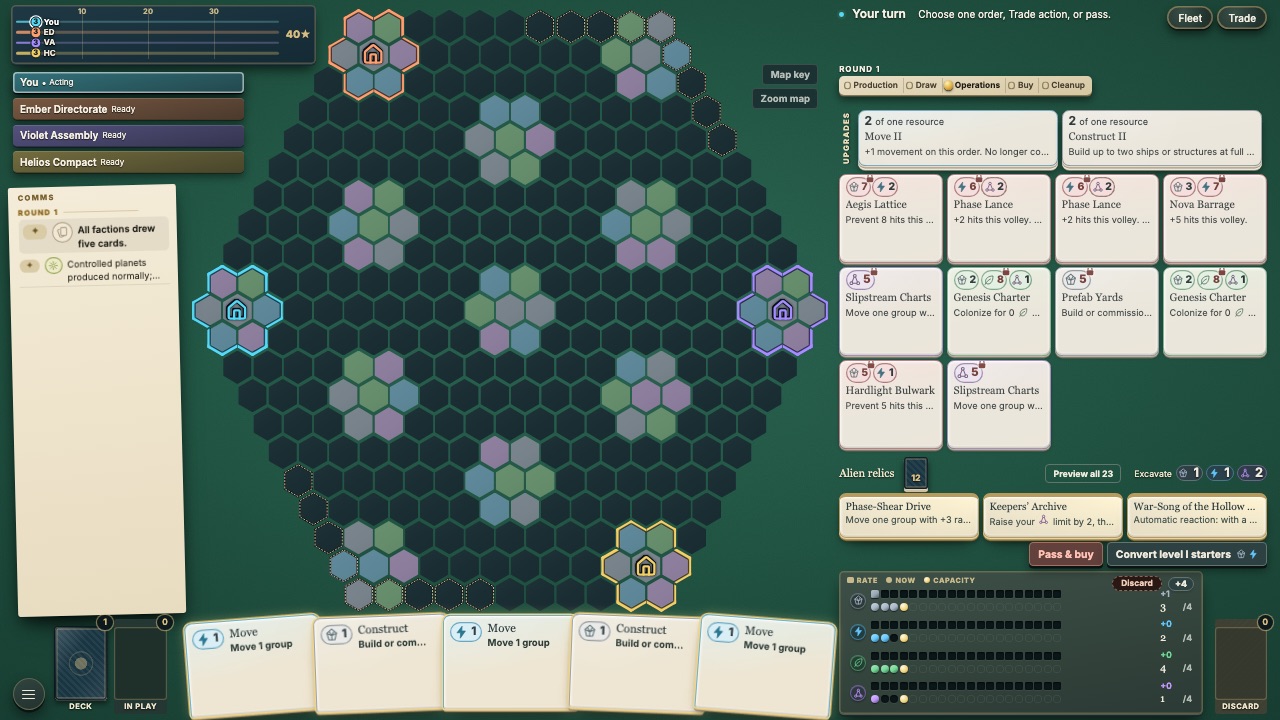 10 20 30
3 You
3 ED
3 VA
3 HC
40★
You • Acting
Ember Directorate Ready
Violet Assembly Ready
Helios Compact Ready
COMMS
ROUND 1
All factions drew
five cards.
Controlled planets
produced normally;...
Map key
Zoom map
Your turn Choose one order, Trade action, or pass.
Fleet
Trade
ROUND 1
Production Draw Operations Buy Cleanup
UPGRADES
2 of one resource
Move II
+1 movement on this order. No longer co...
2 of one resource
Construct II
Build up to two ships or structures at full ...
7 2
Aegis Lattice
Prevent 8 hits this ...
6 2
Phase Lance
+2 hits this volley. ...
6 2
Phase Lance
+2 hits this volley. ...
3 7
Nova Barrage
+5 hits this volley.
5
Slipstream Charts
Move one group w...
2 8 1
Genesis Charter
Colonize for 0 ...
5
Prefab Yards
Build or commissio...
2 8 1
Genesis Charter
Colonize for 0 ...
5 1
Hardlight Bulwark
Prevent 5 hits this ...
5
Slipstream Charts
Move one group w...
Alien relics
12
Preview all 23
Excavate 1 1 2
Phase-Shear Drive
Move one group with +3 ra...
Keepers' Archive
Raise your limit by 2, th...
War-Song of the Hollow ...
Automatic reaction: with a ...
Pass & buy
Convert level I starters
RATE NOW CAPACITY
Discard +4
+1
3 /4
+0
2 /4
+0
4 /4
+0
1 /4
0
DISCARD
1
DECK
0
IN PLAY
1 Move
Move 1 group
1 Construct
Build or com...
1 Move
Move 1 group
1 Construct
Build or com...
1 Move
Move 1 group